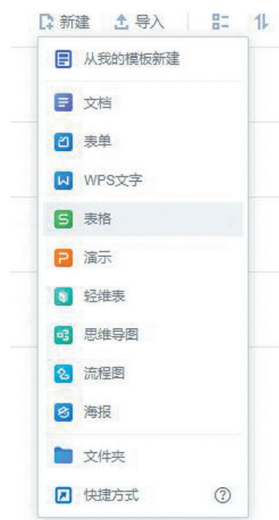 新建 导入
从我的模板新建
文档
表单
WPS文字
表格
演示
轻维表
思维导图
流程图
海报
文件夹
快捷方式